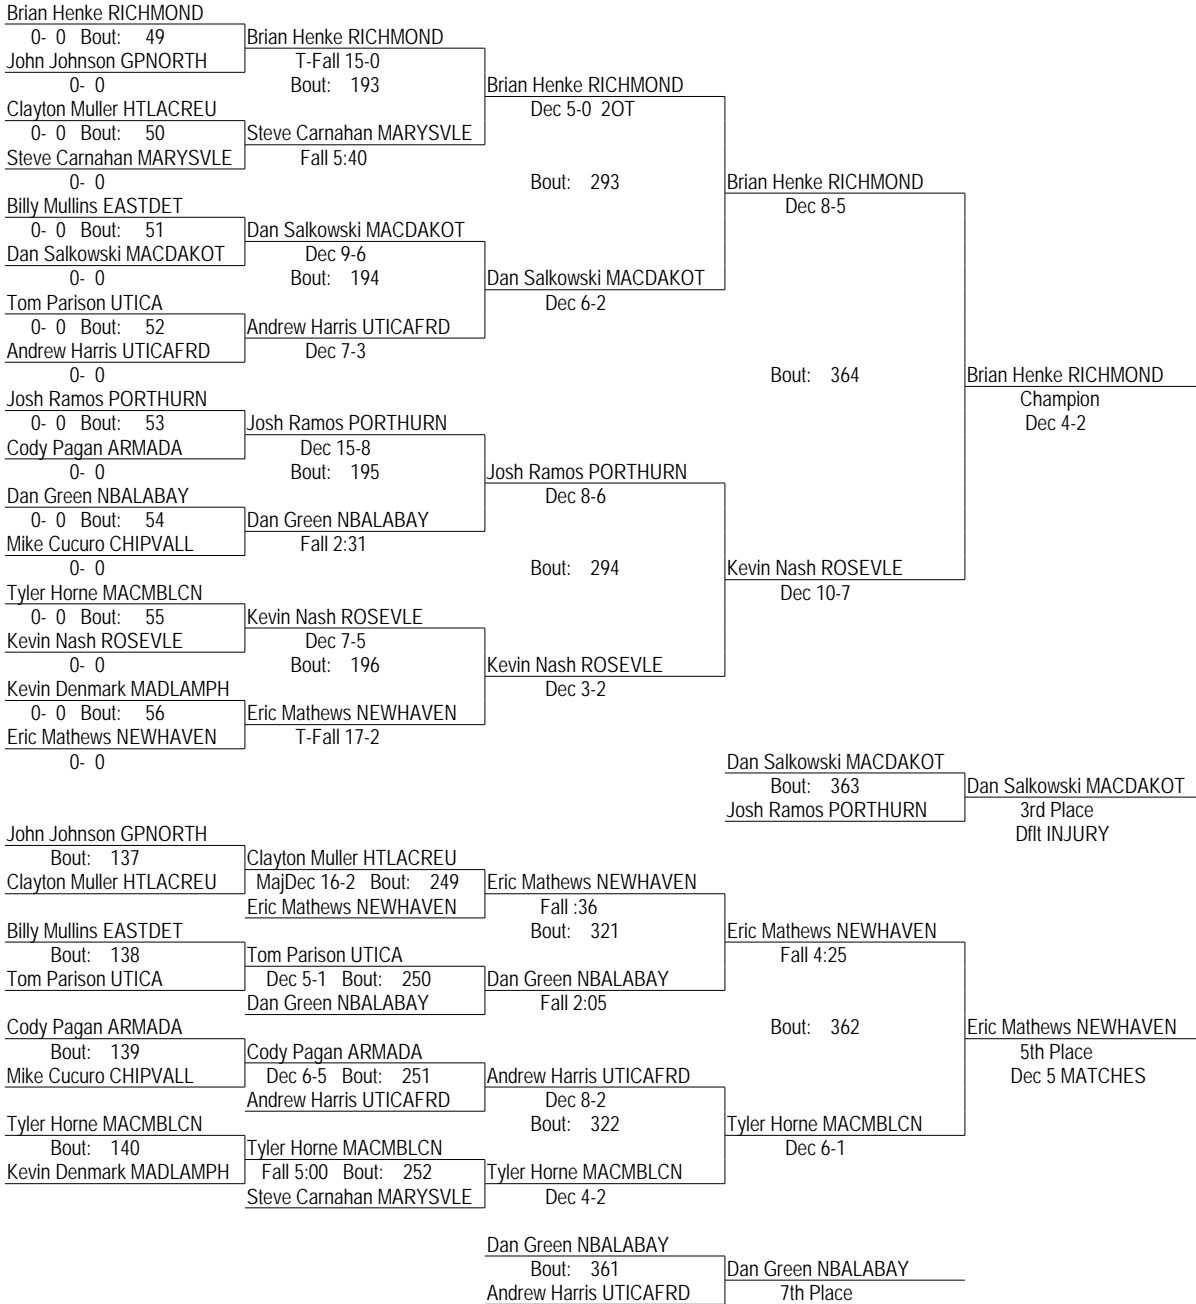 Brian Henke RICHMOND
0- 0 Bout: 49
Brian Henke RICHMOND
John Johnson GPNORTH
T-Fall 15-0
0- 0
Bout: 193
Brian Henke RICHMOND
Clayton Muller HTLACREU
Dec 5-0 2OT
0- 0 Bout: 50
Steve Carnahan MARYSVLE
Steve Carnahan MARYSVLE
Fall 5:40
0- 0
Bout: 293
Brian Henke RICHMOND
Billy Mullins EASTDET
Dec 8-5
0- 0 Bout: 51
Dan Salkowski MACDAKOT
Dan Salkowski MACDAKOT
Dec 9-6
0- 0
Bout: 194
Dan Salkowski MACDAKOT
Tom Parison UTICA
Dec 6-2
0- 0 Bout: 52
Andrew Harris UTICAFRD
Andrew Harris UTICAFRD
Dec 7-3
0- 0
Bout: 364
Brian Henke RICHMOND
Josh Ramos PORTHURN
Champion
0- 0 Bout: 53
Josh Ramos PORTHURN
Dec 4-2
Cody Pagan ARMADA
Dec 15-8
0- 0
Bout: 195
Josh Ramos PORTHURN
Dan Green NBALABAY
Dec 8-6
0- 0 Bout: 54
Dan Green NBALABAY
Mike Cucuro CHIPVALL
Fall 2:31
0- 0
Bout: 294
Kevin Nash ROSEVLE
Tyler Horne MACMBLCN
Dec 10-7
0- 0 Bout: 55
Kevin Nash ROSEVLE
Kevin Nash ROSEVLE
Dec 7-5
0- 0
Bout: 196
Kevin Nash ROSEVLE
Kevin Denmark MADLAMPH
Dec 3-2
0- 0 Bout: 56
Eric Mathews NEWHAVEN
Eric Mathews NEWHAVEN
T-Fall 17-2
0- 0
Dan Salkowski MACDAKOT
Bout: 363
Dan Salkowski MACDAKOT
Josh Ramos PORTHURN
3rd Place
Dflt INJURY
John Johnson GPNORTH
Bout: 137
Clayton Muller HTLACREU
Clayton Muller HTLACREU
MajDec 16-2 Bout: 249
Eric Mathews NEWHAVEN
Eric Mathews NEWHAVEN
Fall :36
Billy Mullins EASTDET
Bout: 321
Eric Mathews NEWHAVEN
Bout: 138
Tom Parison UTICA
Fall 4:25
Tom Parison UTICA
Dec 5-1 Bout: 250
Dan Green NBALABAY
Dan Green NBALABAY
Fall 2:05
Cody Pagan ARMADA
Bout: 362
Eric Mathews NEWHAVEN
Bout: 139
Cody Pagan ARMADA
5th Place
Mike Cucuro CHIPVALL
Dec 6-5 Bout: 251
Andrew Harris UTICAFRD
Dec 5 MATCHES
Andrew Harris UTICAFRD
Dec 8-2
Tyler Horne MACMBLCN
Bout: 322
Tyler Horne MACMBLCN
Bout: 140
Tyler Horne MACMBLCN
Dec 6-1
Kevin Denmark MADLAMPH
Fall 5:00 Bout: 252
Tyler Horne MACMBLCN
Steve Carnahan MARYSVLE
Dec 4-2
Dan Green NBALABAY
Bout: 361
Dan Green NBALABAY
Andrew Harris UTICAFRD
7th Place